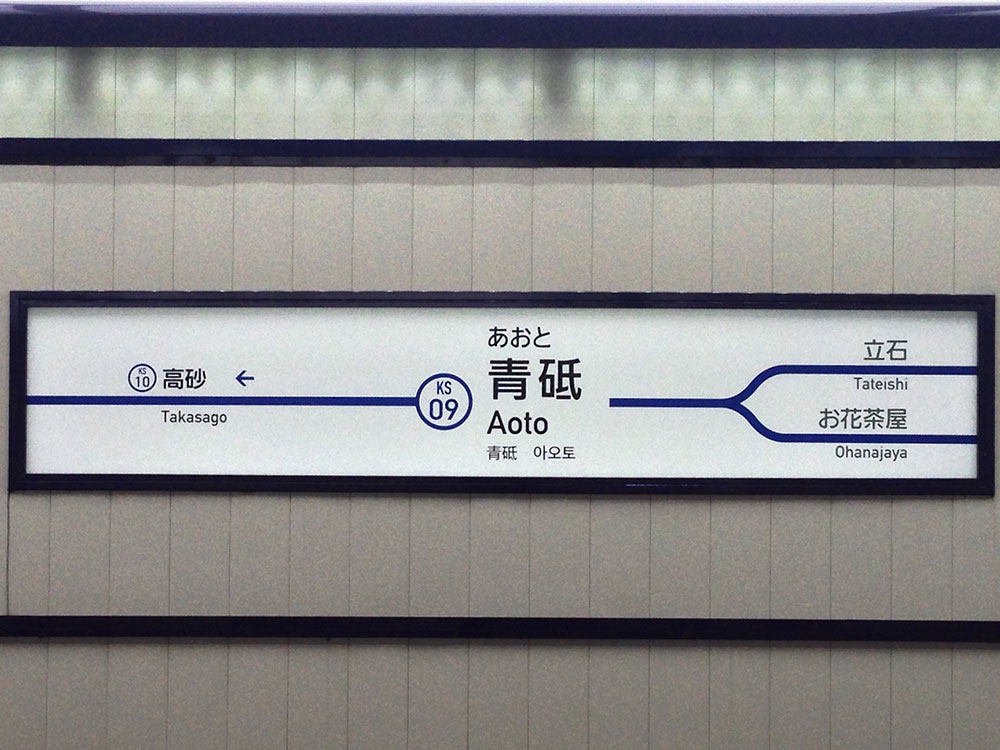 KS
10
高砂 ←
Takasago
KS
09
あおと
青砥
Aoto
青砥 아오토
立石
Tateishi
お花茶屋
Ohanajaya